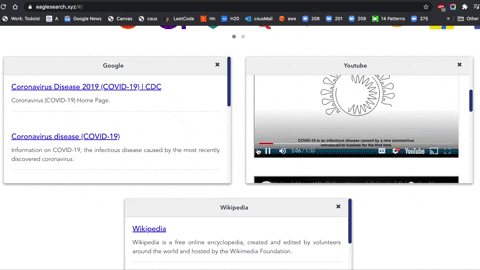 eaglesearch.xyz/#/
Work: Todoist
A
Google News
Canvas
csus
LeetCode
Hn
H20
csusMail
aws
206
201
209
14 Patterns
275
Other
Google
Youtube
Coronavirus Disease 2019 (COVID-19) | CDC
Coronavirus (COVID-19) Home Page.
COVID-19 is an infectious disease caused by a new coronavirus
introduced to humans for the first time.
Coronavirus disease (COVID-19)
YouTube
Information on COVID-19, the infectious disease caused by the most recently
discovered coronavirus.
Wikipedia
Wikipedia
Wikipedia is a free online encyclopedia, created and edited by volunteers
around the world and hosted by the Wikimedia Foundation.